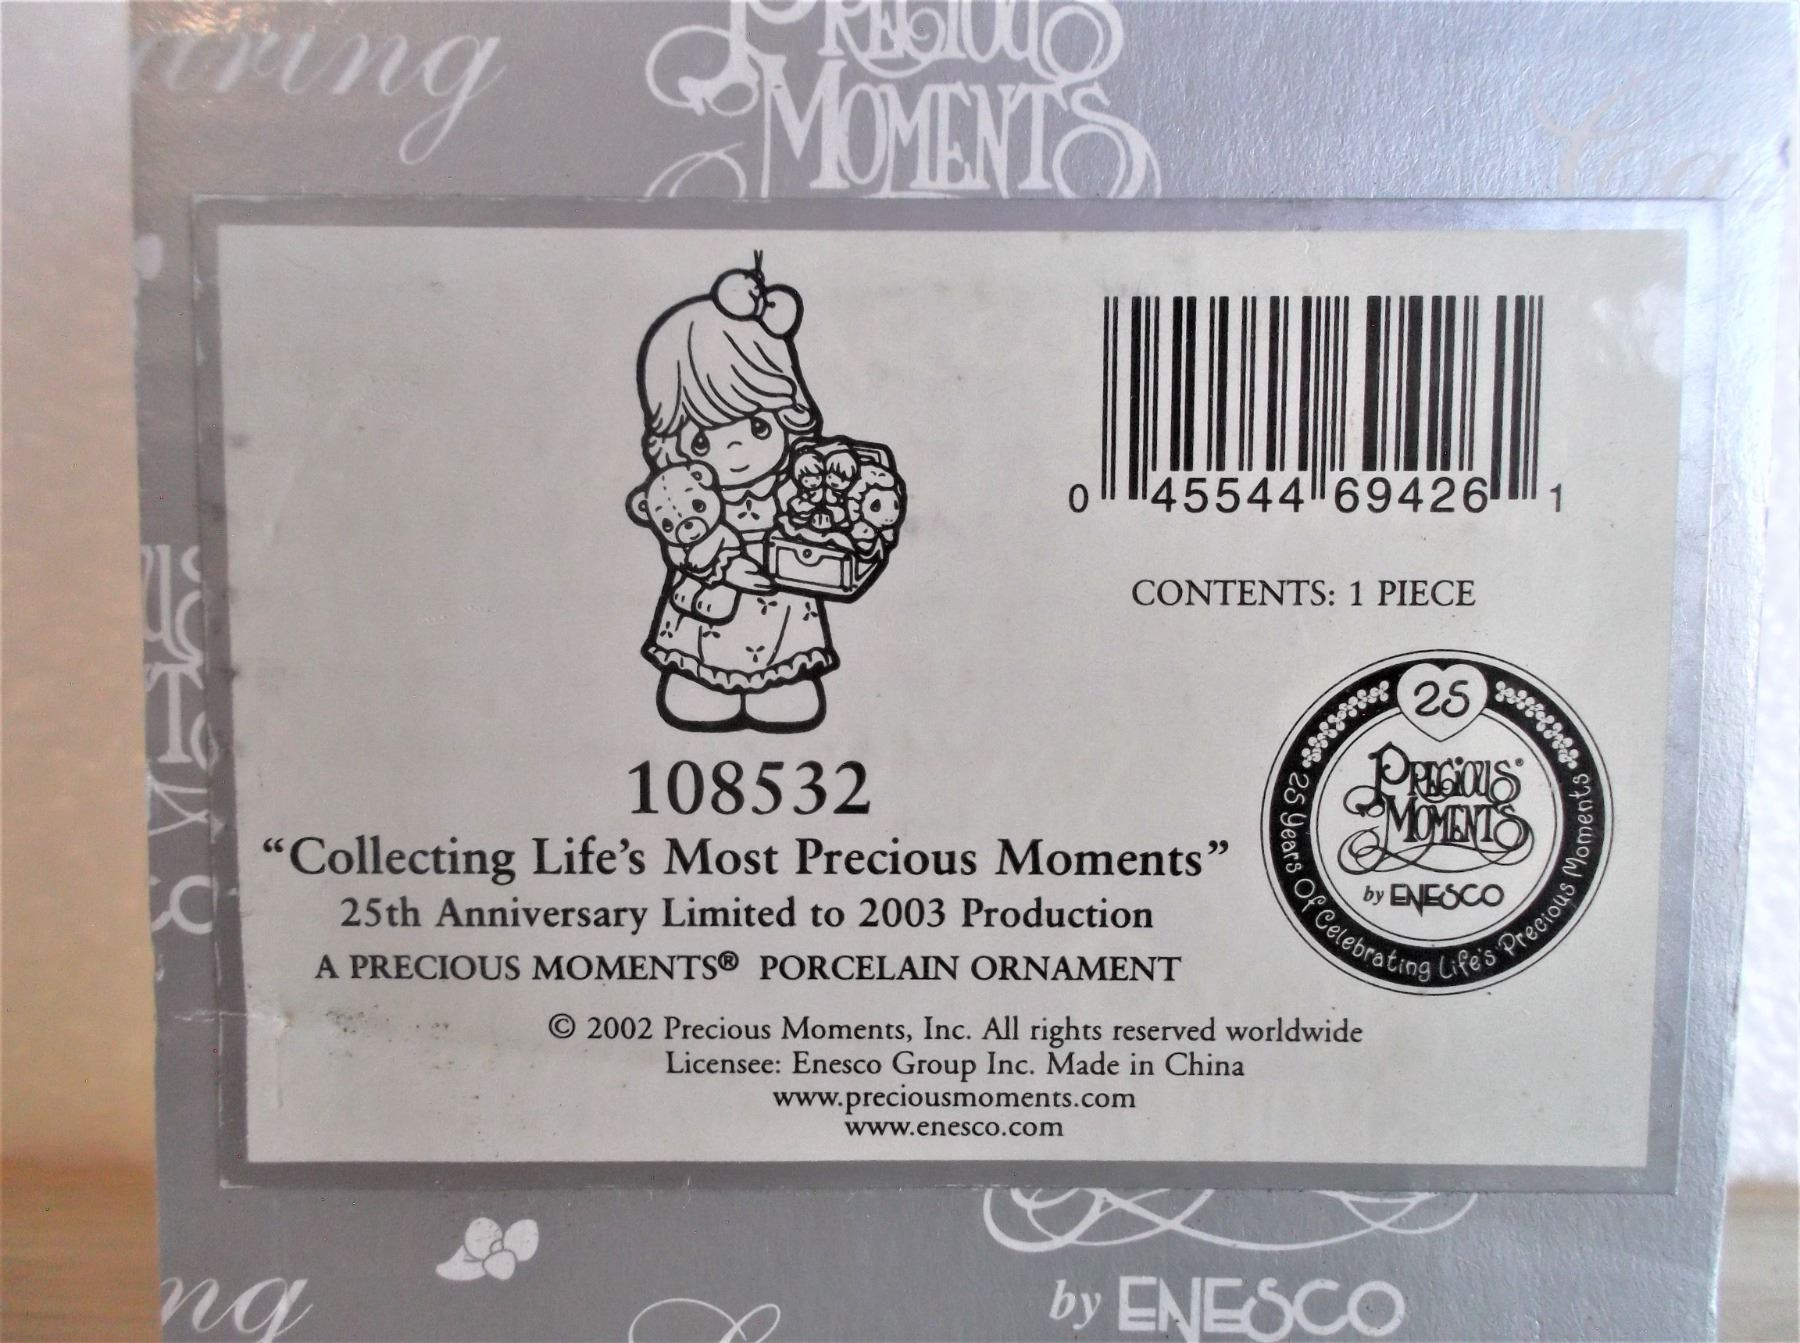 aring
PRECIOUS
MOMENTS
0 45544 69426 1
CONTENTS: 1 PIECE
25
PRECIOUS®
MOMENTS
by ENESCO
25 Years Of Celebrating Life's Precious Moments
108532
“Collecting Life’s Most Precious Moments”
25th Anniversary Limited to 2003 Production
A PRECIOUS MOMENTS® PORCELAIN ORNAMENT
© 2002 Precious Moments, Inc. All rights reserved worldwide
Licensee: Enesco Group Inc. Made in China
www.preciousmoments.com
www.enesco.com
ng
by ENESCO